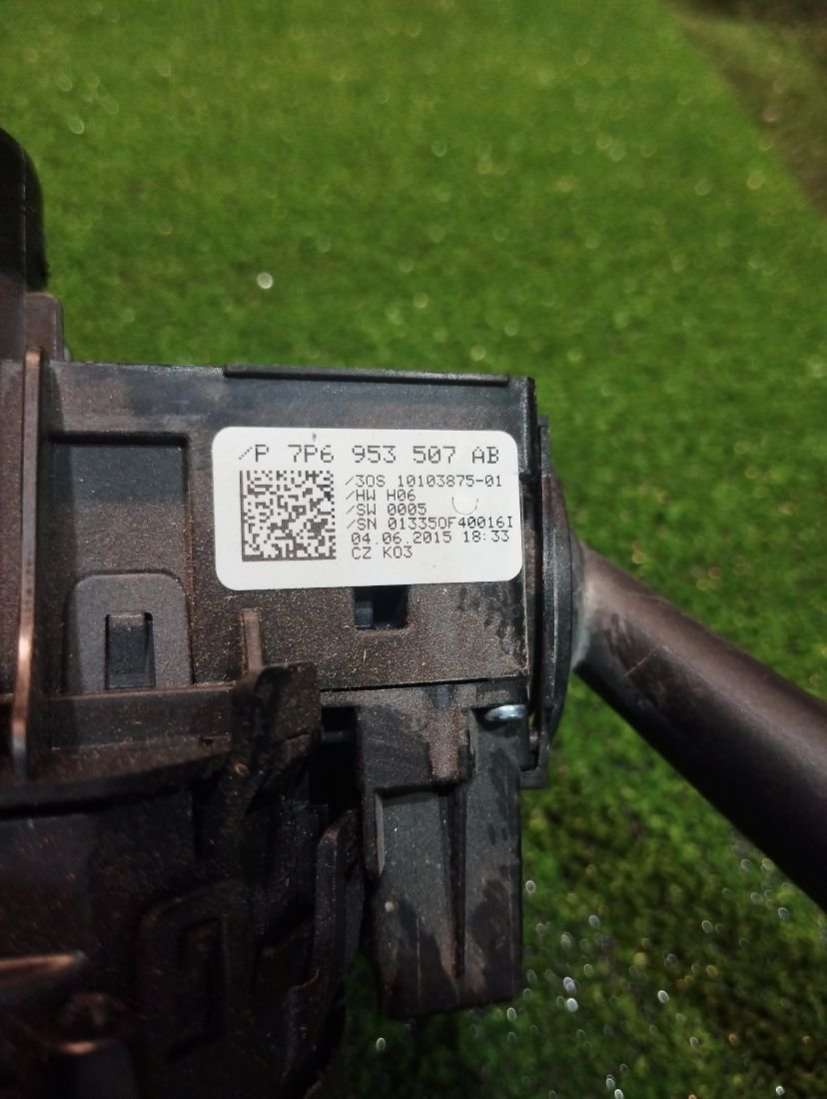 /P 7P6 953 507 AB
/3OS 10103875-01
/HW H06
/SW 0005
/SN 013350F40016I
04.06.2015 18:33
CZ K03